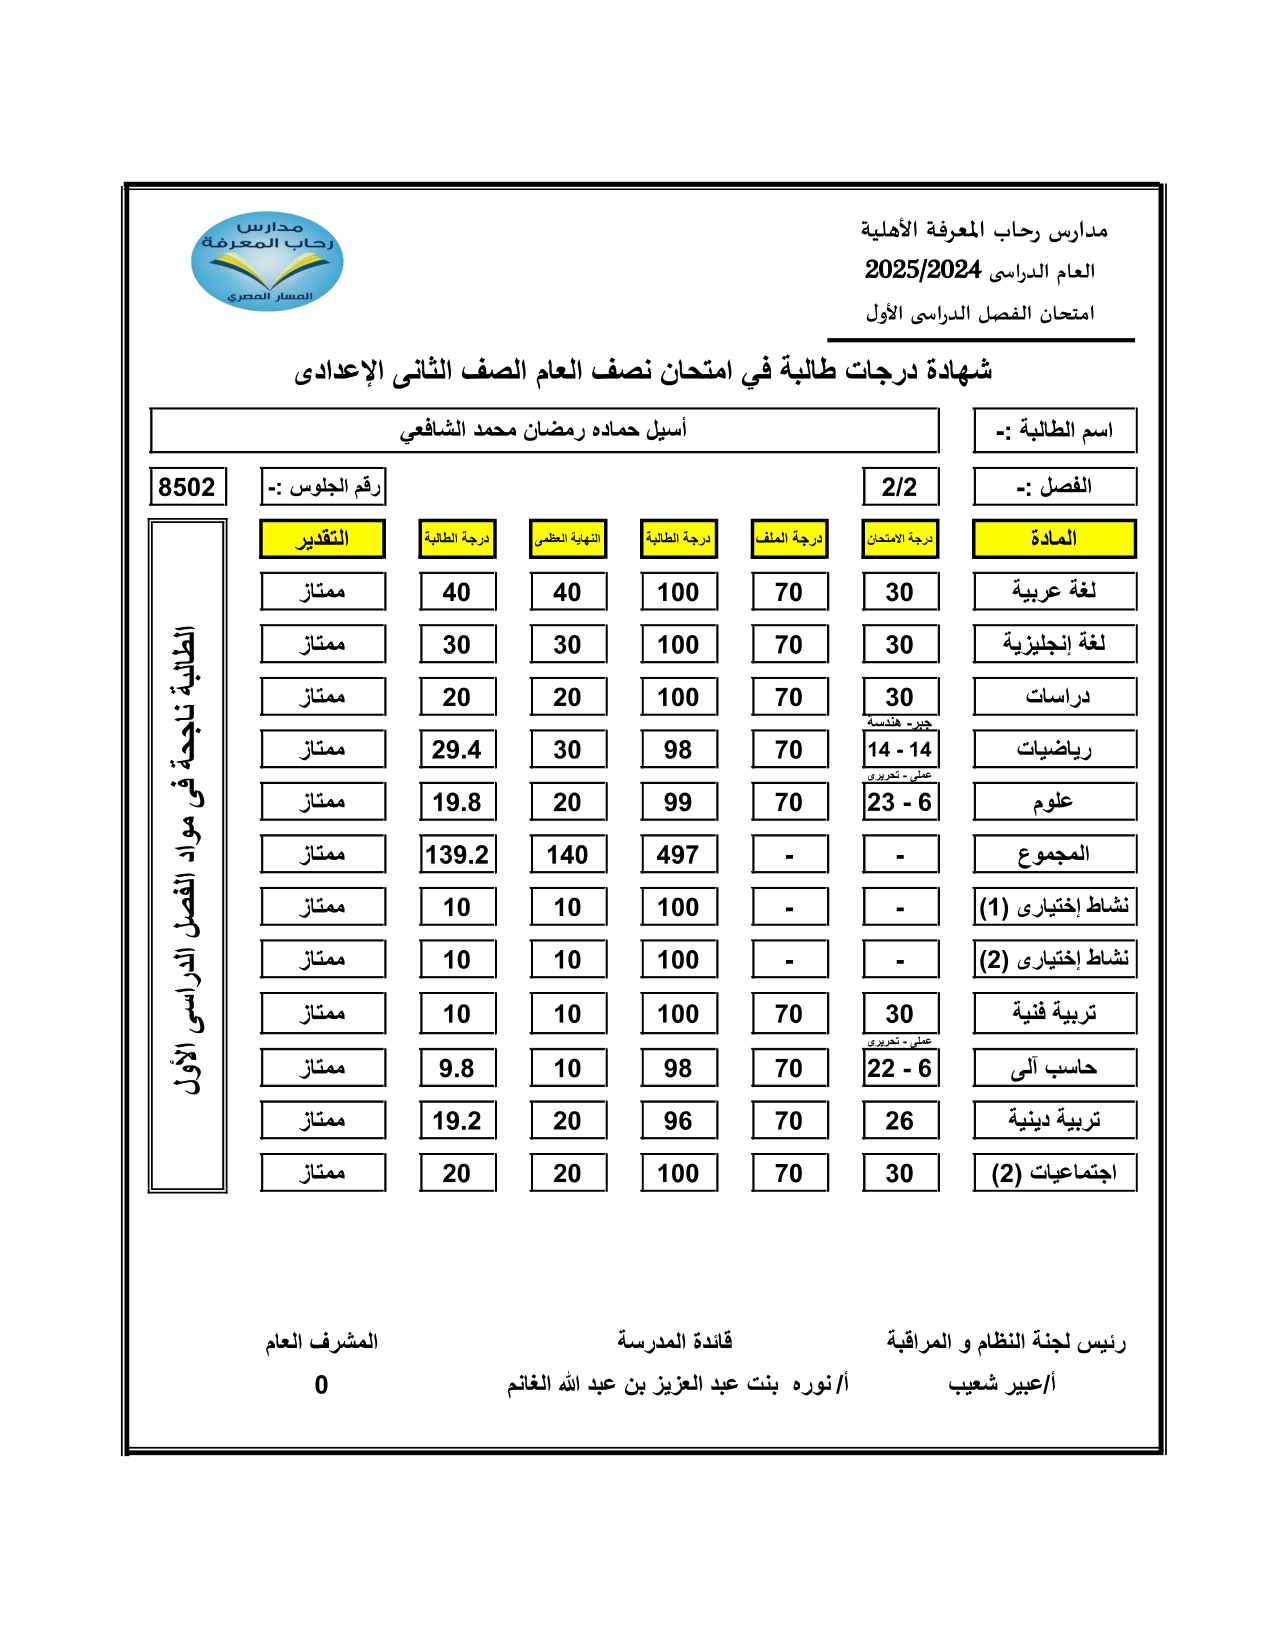 مدارس رحاب المعرفة الأهلية
العام الدراسى 2025/2024
امتحان الفصل الدراسى الأول
مدارس
رحاب المعرفة
المسار المصري
شهادة درجات طالبة في امتحان نصف العام الصف الثانى الإعدادى
اسم الطالبة :- أسيل حماده رمضان محمد الشافعي
الفصل :- 2/2 رقم الجلوس :- 8502
المادة درجة الامتحان درجة الملف درجة الطالبة النهاية العظمى درجة الطالبة التقدير
لغة عربية 30 70 100 40 40 ممتاز
لغة إنجليزية 30 70 100 30 30 ممتاز
دراسات 30 70 100 20 20 ممتاز
جبر- هندسة
رياضيات 14 - 14 70 98 30 29.4 ممتاز
عملي - تحريرى
علوم 6 - 23 70 99 20 19.8 ممتاز
المجموع - - 497 140 139.2 ممتاز
نشاط إختيارى (1) - - 100 10 10 ممتاز
نشاط إختيارى (2) - - 100 10 10 ممتاز
تربية فنية 30 70 100 10 10 ممتاز
عملي - تحريرى
حاسب آلى 6 - 22 70 98 10 9.8 ممتاز
تربية دينية 26 70 96 20 19.2 ممتاز
اجتماعيات (2) 30 70 100 20 20 ممتاز
الطالبة ناجحة فى مواد الفصل الدراسى الأول
رئيس لجنة النظام و المراقبة قائدة المدرسة المشرف العام
أ/عبير شعيب أ/ نوره بنت عبد العزيز بن عبد الله الغانم 0